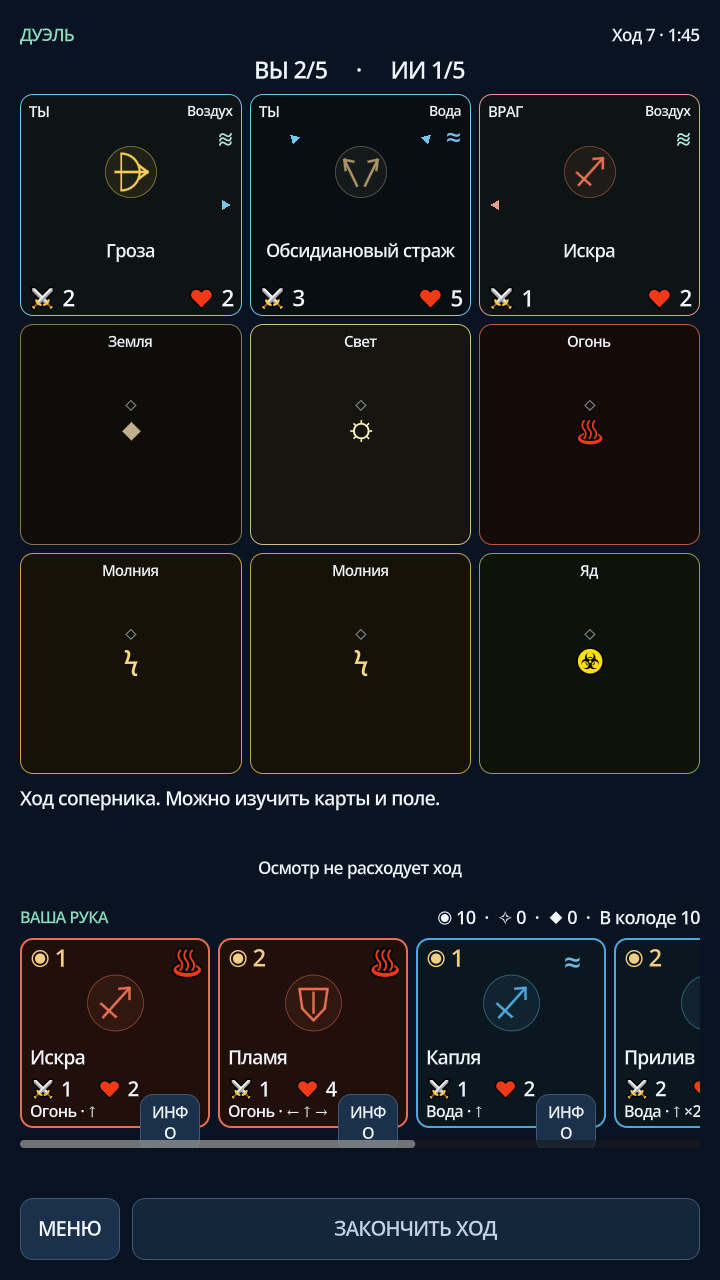 ДУЭЛЬ
Ход 7 · 1:45
ВЫ 2/5 · ИИ 1/5
ТЫ Воздух
Гроза
2 2
ТЫ Вода
Обсидиановый страж
3 5
ВРАГ Воздух
Искра
1 2
Земля
Свет
Огонь
Молния
Молния
Яд
Ход соперника. Можно изучить карты и поле.
Осмотр не расходует ход
ВАША РУКА
◉ 10 · ✧ 0 · ◆ 0 · В колоде 10
◉ 1
Искра
1 2
Огонь · ↑
ИНФ
О
◉ 2
Пламя
1 4
Огонь · ← ↑ →
ИНФ
О
◉ 1
Капля
1 2
Вода · ↑
ИНФ
О
◉ 2
Прилив
2
Вода · ↑ ×2
МЕНЮ
ЗАКОНЧИТЬ ХОД